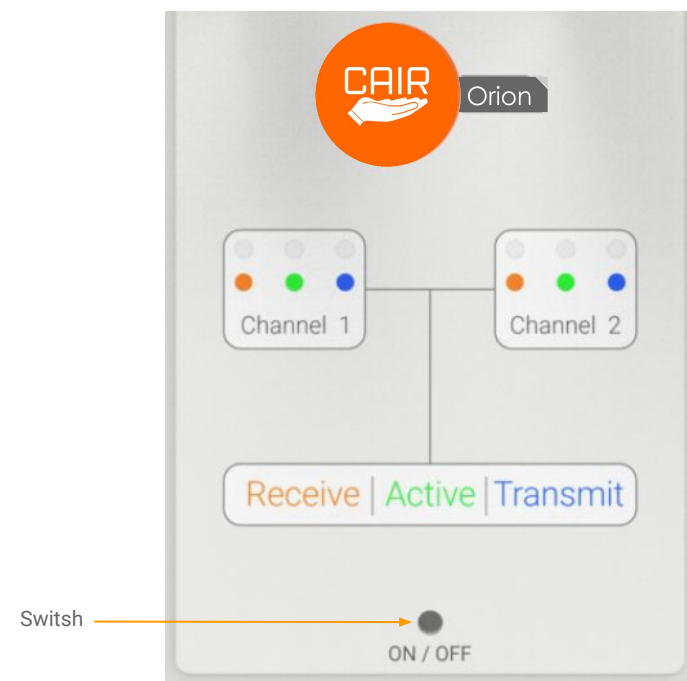 CAIR
Orion
Channel 1
Channel 2
Receive | Active | Transmit
Switsh
ON / OFF